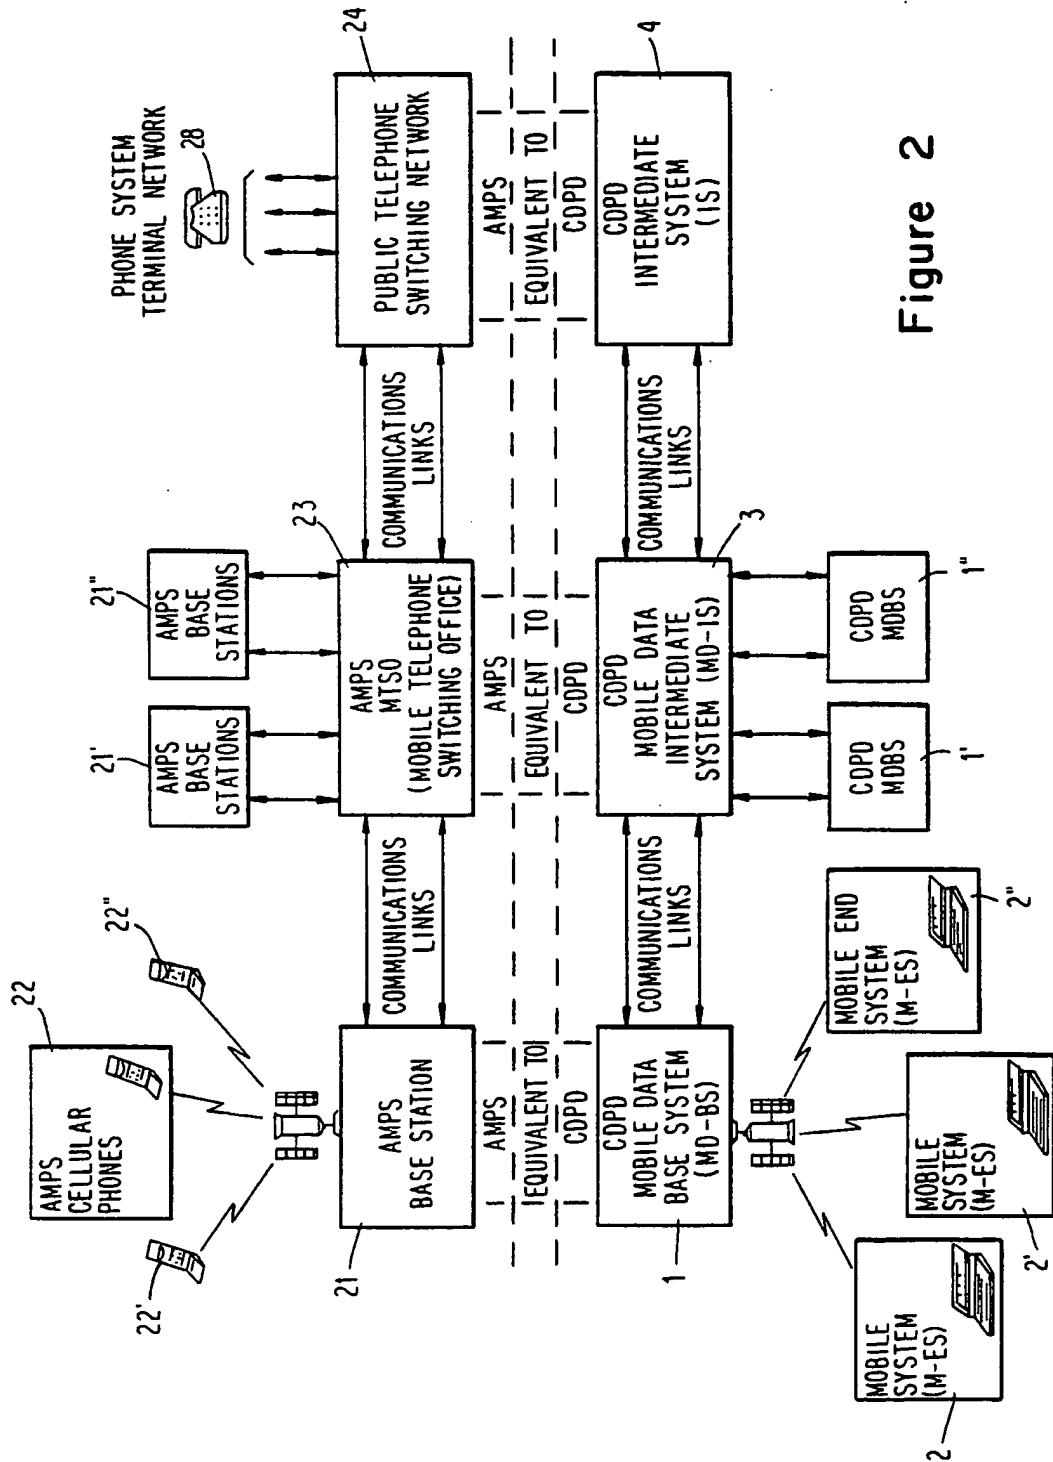 22
AMPS
CELLULAR
PHONES
22'
22"
21'
AMPS
BASE
STATIONS
21"
AMPS
BASE
STATIONS
PHONE SYSTEM
TERMINAL NETWORK
28
21
AMPS
BASE STATION
COMMUNICATIONS
LINKS
23
AMPS
MTSO
(MOBILE TELEPHONE
SWITCHING OFFICE)
COMMUNICATIONS
LINKS
24
PUBLIC TELEPHONE
SWITCHING NETWORK
AMPS
EQUIVALENT TO
CDPD
AMPS
EQUIVALENT TO
CDPD
AMPS
EQUIVALENT TO
CDPD
1
CDPD
MOBILE DATA
BASE SYSTEM
(MD-BS)
COMMUNICATIONS
LINKS
CDPD
MOBILE DATA
INTERMEDIATE
SYSTEM (MD-IS)
3
COMMUNICATIONS
LINKS
CDPD
INTERMEDIATE
SYSTEM
(IS)
4
MOBILE
SYSTEM
(M-ES)
2
MOBILE
SYSTEM
(M-ES)
2'
MOBILE END
SYSTEM
(M-ES)
2"
CDPD
MDBS
1'
CDPD
MDBS
1"
Figure 2